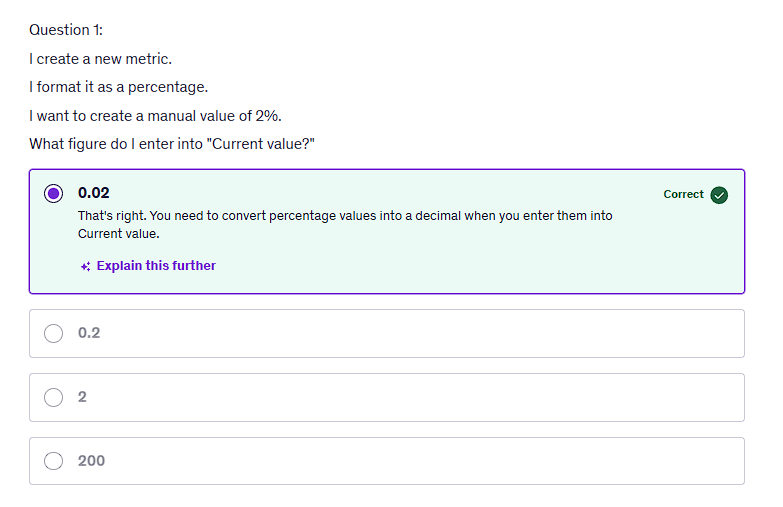 Question 1:
I create a new metric.
I format it as a percentage.
I want to create a manual value of 2%.
What figure do I enter into "Current value?"
0.02
Correct
That's right. You need to convert percentage values into a decimal when you enter them into
Current value.
Explain this further
0.2
2
200